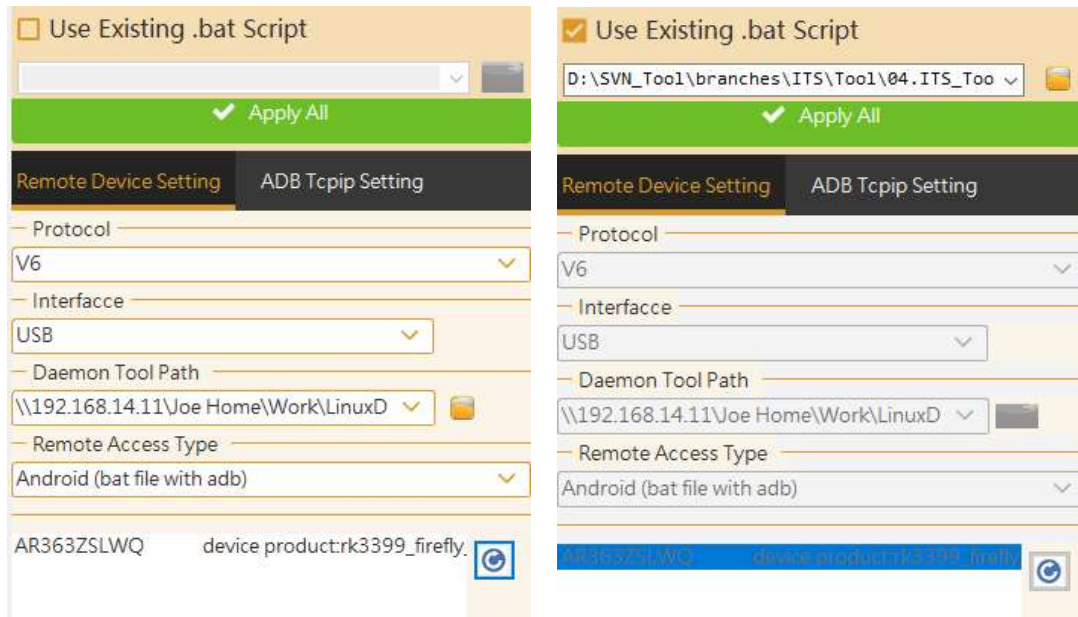 Use Existing .bat Script
Apply All
Remote Device Setting ADB Tcpip Setting
Protocol
V6
Interfacce
USB
Daemon Tool Path
\\192.168.14.11\Joe Home\Work\LinuxD
Remote Access Type
Android (bat file with adb)
AR363ZSLWQ device product:rk3399_firefly_
Use Existing .bat Script
D:\SVN_Tool\branches\ITS\Tool\04.ITS_Too
Apply All
Remote Device Setting ADB Tcpip Setting
Protocol
V6
Interfacce
USB
Daemon Tool Path
\\192.168.14.11\Joe Home\Work\LinuxD
Remote Access Type
Android (bat file with adb)
AR363ZSLWQ device product:rk3399_firefly